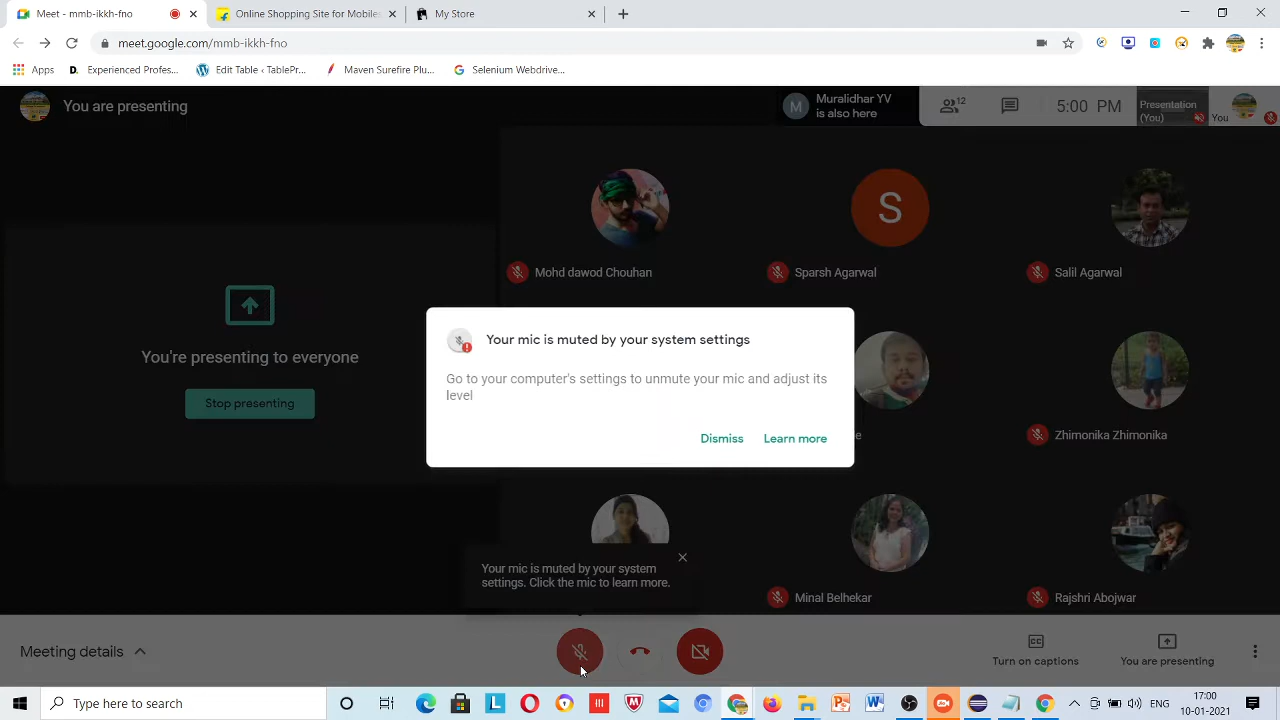 Meet - mmb-ikkh-fno
Online Shopping Site for Mobiles
My Store
meet.google.com/mmb-ikkh-fno
Apps
D. Experienced Profes...
Edit Table ‹ TablePr...
Maven Surefire Plu...
Selenium Webdrive...
You are presenting
M
Muralidhar YV
is also here
12
5:00 PM
Presentation
(You)
You
S
Mohd dawod Chouhan
Sparsh Agarwal
Salil Agarwal
Your mic is muted by your system settings
Go to your computer's settings to unmute your mic and adjust its
level
Dismiss
Learn more
You're presenting to everyone
Stop presenting
e
Zhimonika Zhimonika
Your mic is muted by your system
settings. Click the mic to learn more.
Minal Belhekar
Rajshri Abojwar
Meeting details
CC
Turn on captions
You are presenting
Type here to search
L
ENG
17:00
10-01-2021